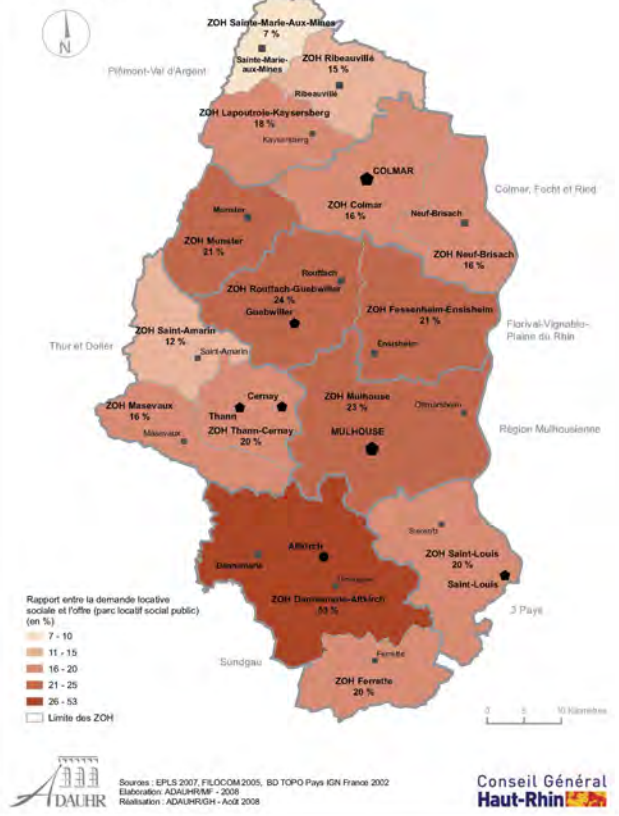 N
ZOH Sainte-Marie-Aux-Mines
7 %
Sainte-Marie-
aux-Mines
Piémont-Val d'Argent
ZOH Ribeauvillé
15 %
Ribeauvillé
ZOH Lapoutroie-Kaysersberg
18 %
Kaysersberg
COLMAR
ZOH Colmar
16 %
Colmar, Fecht et Ried
Neuf-Brisach
ZOH Neuf-Brisach
16 %
Munster
ZOH Munster
21 %
Rouffach
ZOH Rouffach-Guebwiller
24 %
Guebwiller
ZOH Fessenheim-Ensisheim
21 %
Ensisheim
Florival-Vignoble-
Plaine du Rhin
ZOH Saint-Amarin
12 %
Saint-Amarin
Thur et Doller
ZOH Masevaux
16 %
Masevaux
Cernay
Thann
ZOH Thann-Cernay
20 %
ZOH Mulhouse
23 %
Ottmarsheim
MULHOUSE
Région Mulhousienne
Sierentz
ZOH Saint-Louis
20 %
Saint-Louis
3 Pays
Altkirch
Dannemarie
ZOH Dannemarie-Altkirch
53 %
Sundgau
Ferrette
ZOH Ferrette
20 %
Rapport entre la demande locative
sociale et l'offre (parc locatif social public)
(en %)
7 - 10
11 - 15
16 - 20
21 - 25
26 - 53
Limite des ZOH
0 5 10 Kilomètres
ADAUHR
Sources : EPLS 2007, FILOCOM 2005, BD TOPO Pays IGN France 2002
Elaboration: ADAUHR/MF - 2008
Réalisation : ADAUHR/GH - Août 2008
Conseil Général
Haut-Rhin